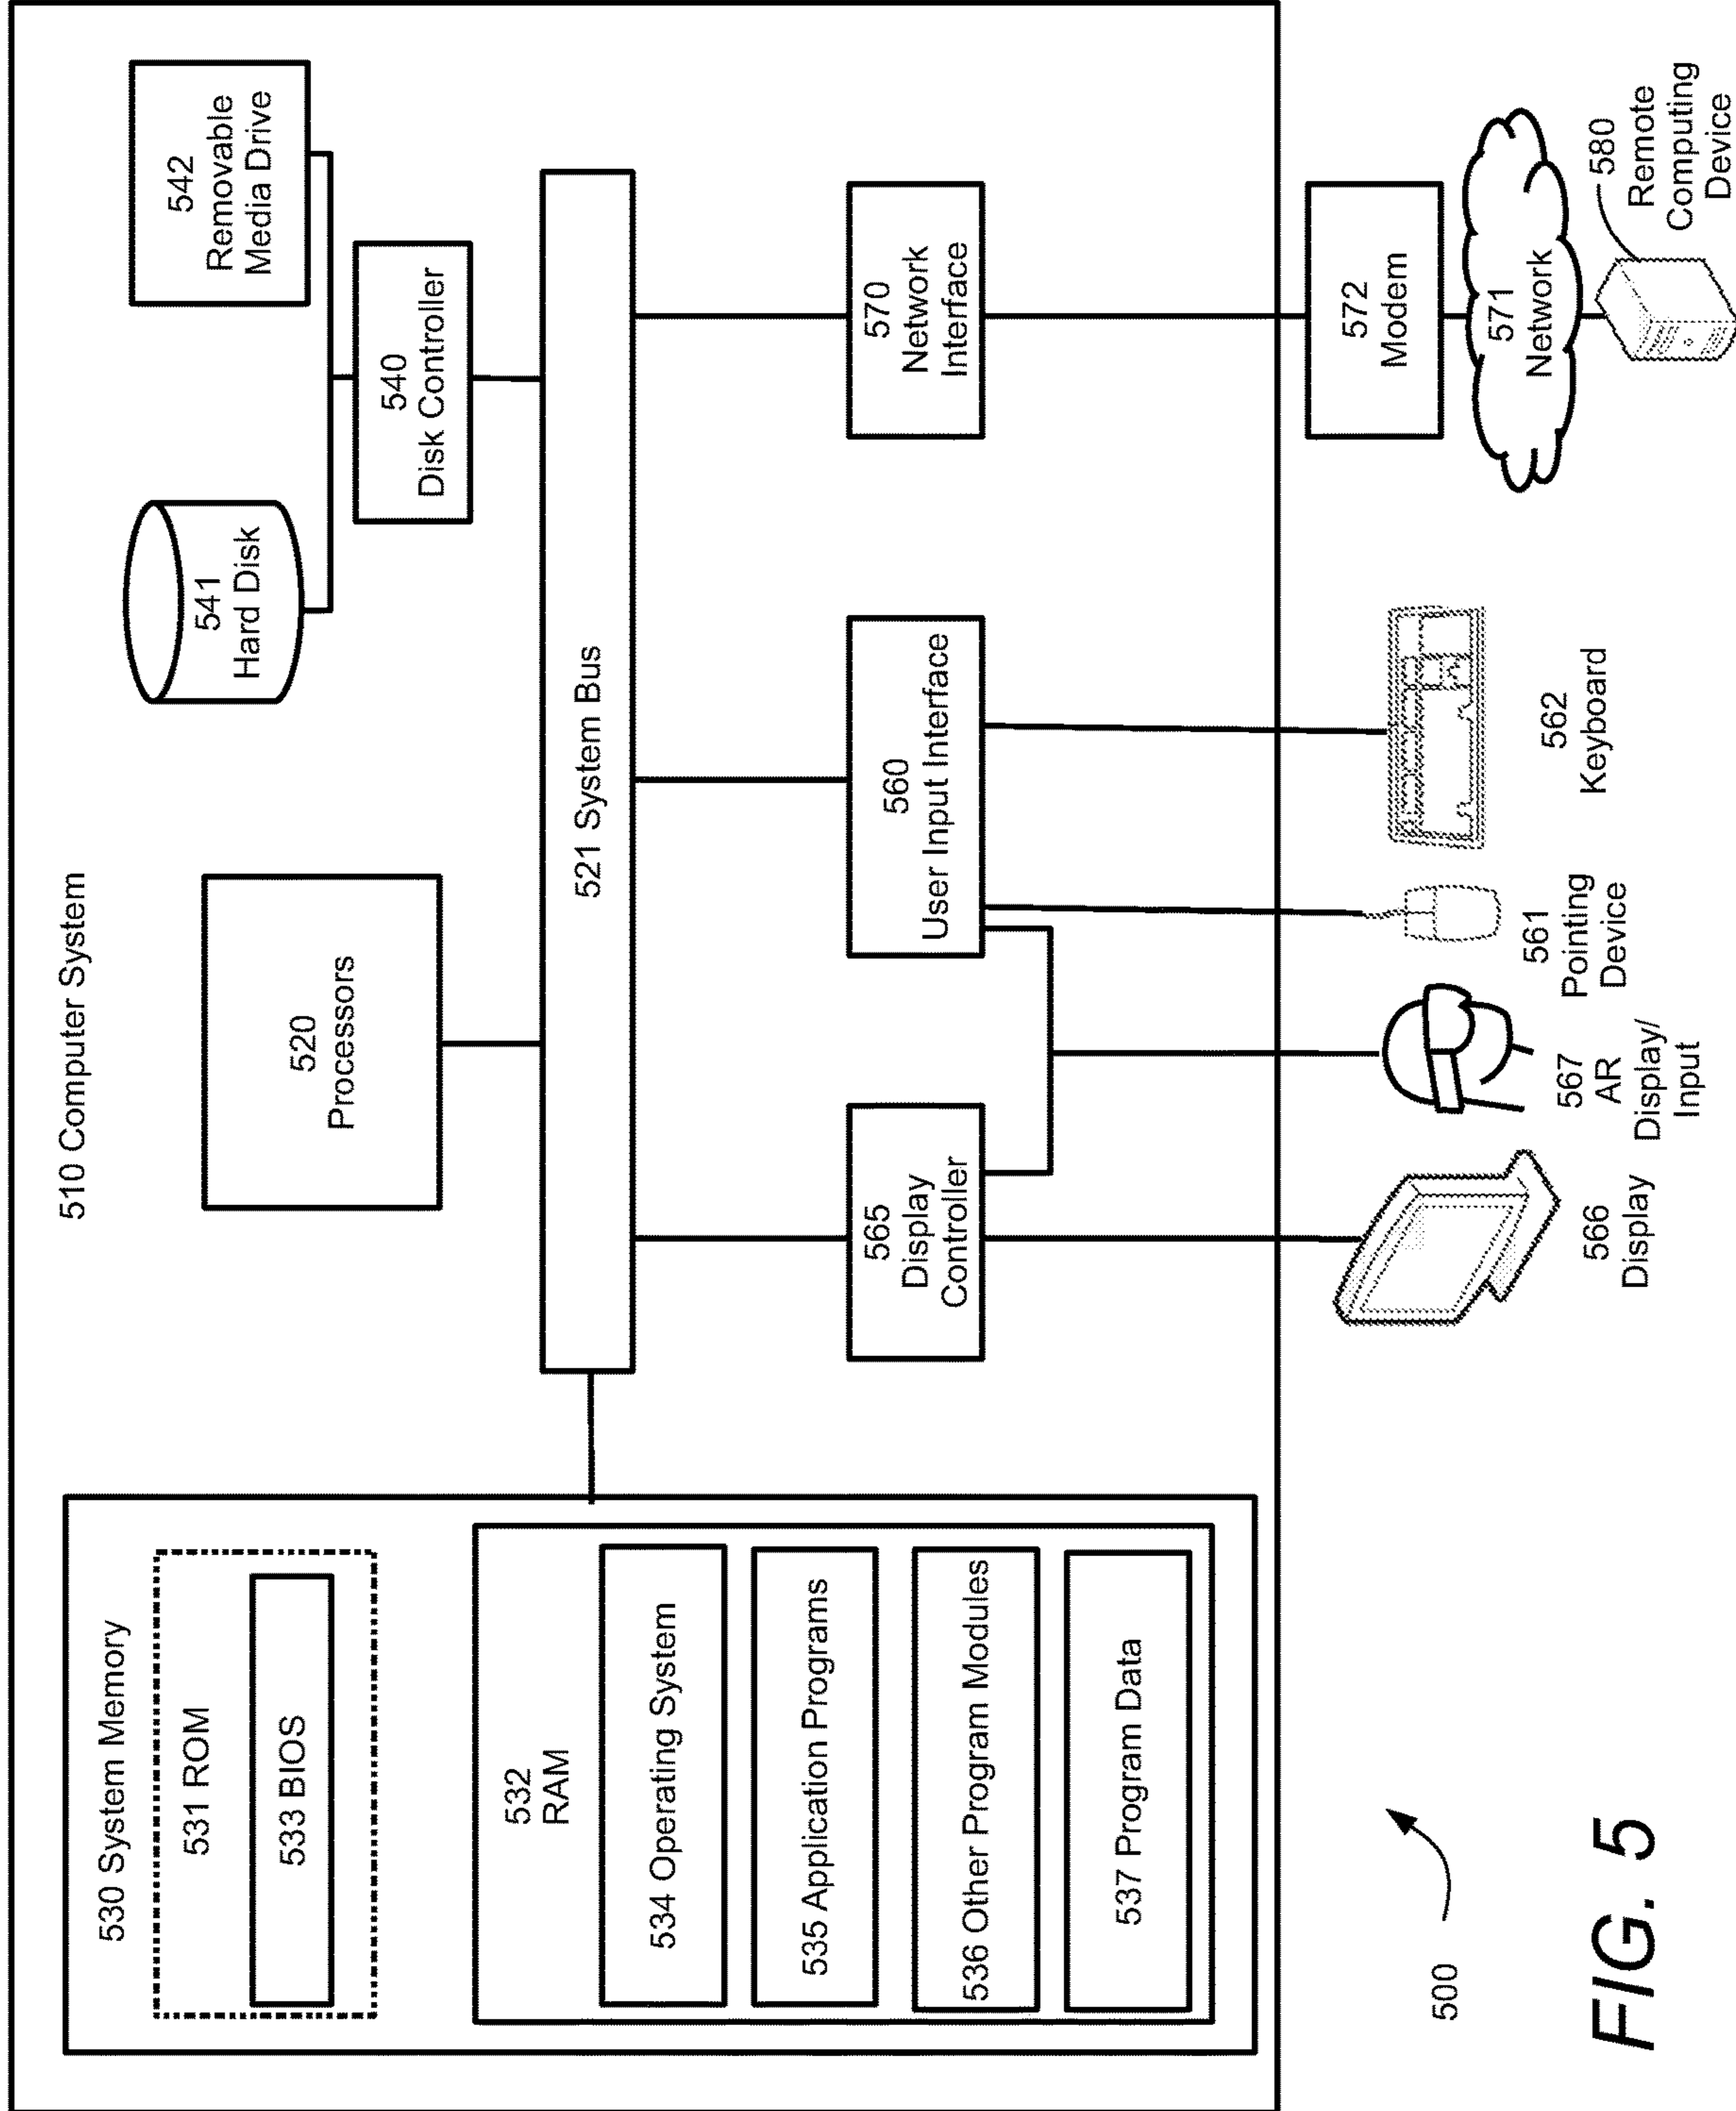 510 Computer System
530 System Memory
531 ROM
533 BIOS
532
RAM
534 Operating System
535 Application Programs
536 Other Program Modules
537 Program Data
520
Processors
541
Hard Disk
542
Removable
Media Drive
540
Disk Controller
521 System Bus
565
Display
Controller
560
User Input Interface
570
Network
Interface
566
Display
567
AR
Display/
Input
561
Pointing
Device
562
Keyboard
572
Modem
571
Network
580
Remote
Computing
Device
500
FIG. 5